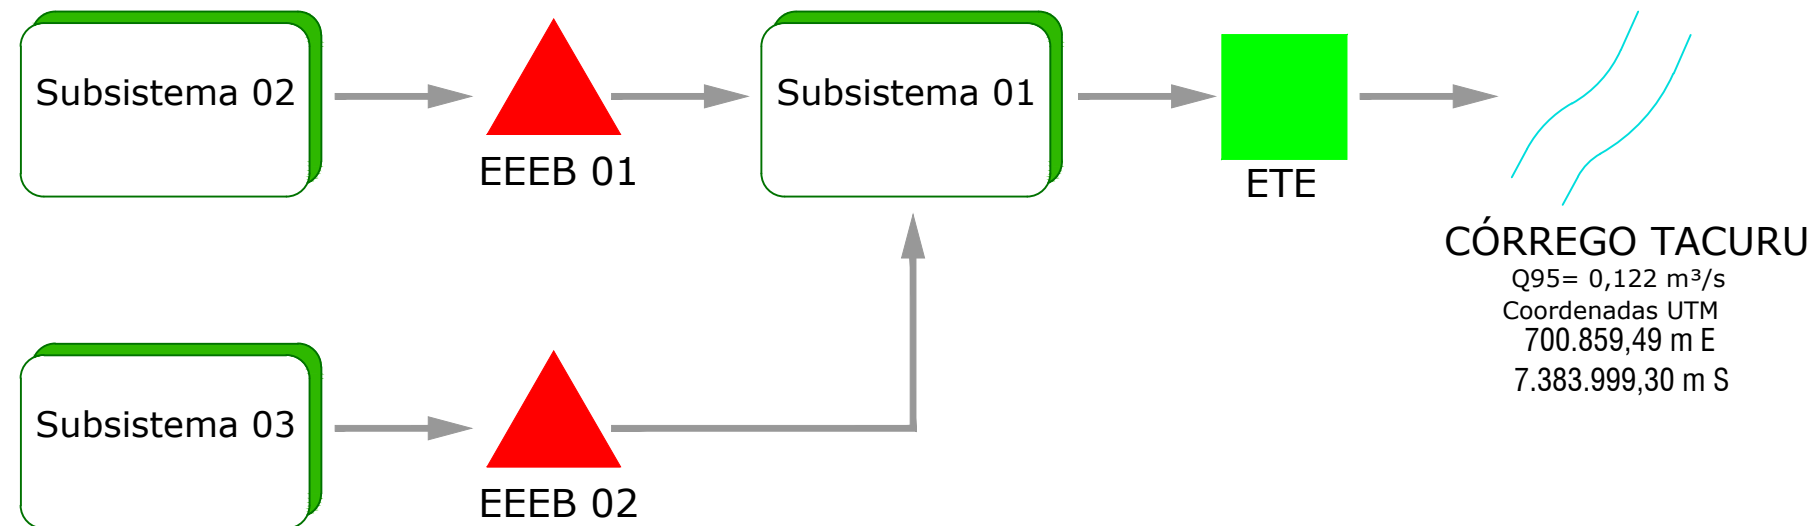 Subsistema 02
EEEB 01
Subsistema 01
ETE
CÓRREGO TACURU
Q95= 0,122 m³/s
Coordenadas UTM
700.859,49 m E
7.383.999,30 m S
Subsistema 03
EEEB 02